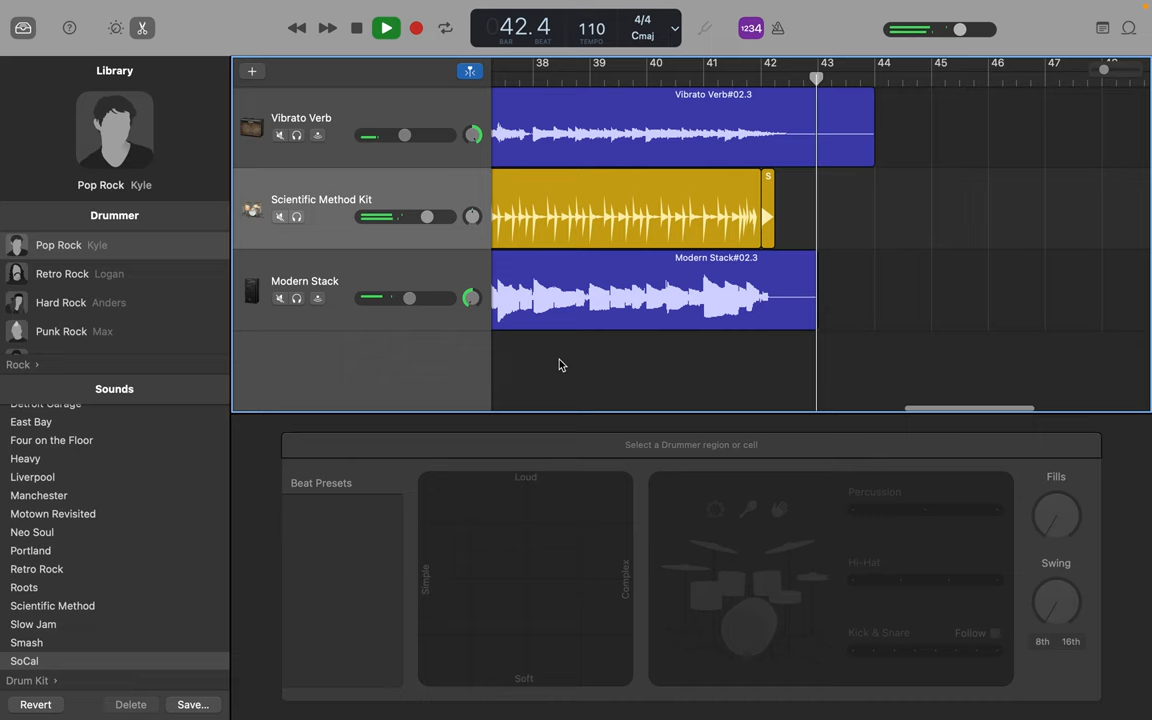 042.4
BAR
BEAT
110
TEMPO
4/4
Cmaj
1234
38 39 40 41 42 43 44 45 46 47
Library
Pop Rock Kyle
Drummer
Pop Rock Kyle
Retro Rock Logan
Hard Rock Anders
Punk Rock Max
Rock
Sounds
Detroit Garage
East Bay
Four on the Floor
Heavy
Liverpool
Manchester
Motown Revisited
Neo Soul
Portland
Retro Rock
Roots
Scientific Method
Slow Jam
Smash
SoCal
Drum Kit
Revert
Delete
Save...
Vibrato Verb
Vibrato Verb#02.3
Scientific Method Kit
S
Modern Stack
Modern Stack#02.3
Select a Drummer region or cell
Beat Presets
Loud
Simple
Complex
Soft
Percussion
Hi-Hat
Kick & Snare
Follow
Fills
Swing
8th 16th